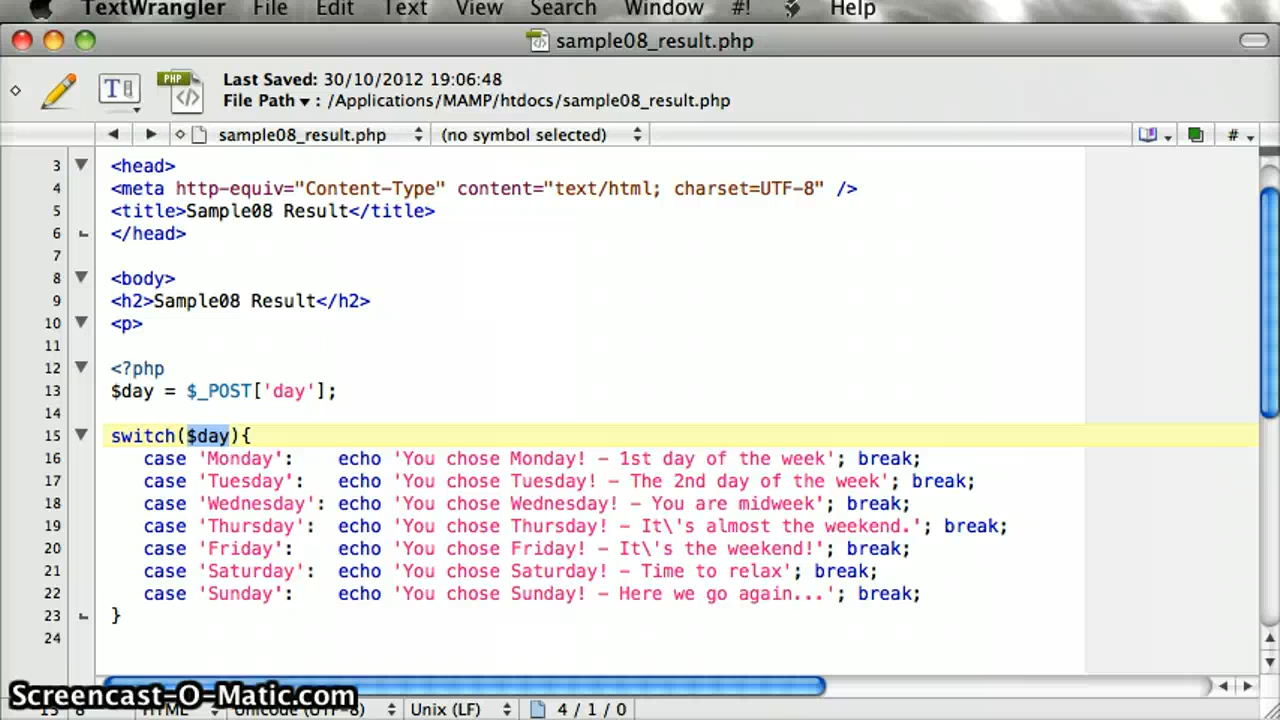 TextWrangler File Edit Text View Search Window #! Help
sample08_result.php
Last Saved: 30/10/2012 19:06:48
PHP
T
File Path ▾ : /Applications/MAMP/htdocs/sample08_result.php
sample08_result.php (no symbol selected) #
3 <head>
4 <meta http-equiv="Content-Type" content="text/html; charset=UTF-8" />
5 <title>Sample08 Result</title>
6 </head>
7
8 <body>
9 <h2>Sample08 Result</h2>
10 <p>
11
12 <?php
13 $day = $_POST['day'];
14
15 switch($day){
16 case 'Monday': echo 'You chose Monday! - 1st day of the week'; break;
17 case 'Tuesday': echo 'You chose Tuesday! - The 2nd day of the week'; break;
18 case 'Wednesday': echo 'You chose Wednesday! - You are midweek'; break;
19 case 'Thursday': echo 'You chose Thursday! - It\'s almost the weekend.'; break;
20 case 'Friday': echo 'You chose Friday! - It\'s the weekend!'; break;
21 case 'Saturday': echo 'You chose Saturday! - Time to relax'; break;
22 case 'Sunday': echo 'You chose Sunday! - Here we go again...'; break;
23 }
24
Screencast-O-Matic.com
HTML Unicode (UTF-8) Unix (LF) 4 / 1 / 0